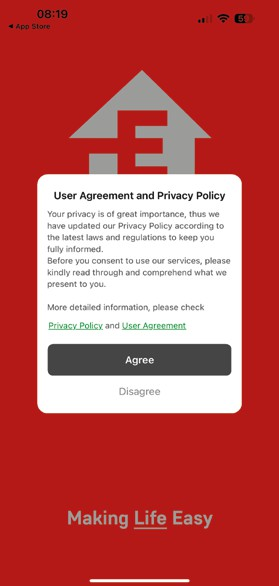 08:19
◀ App Store
E
User Agreement and Privacy Policy
Your privacy is of great importance, thus we
have updated our Privacy Policy according to
the latest laws and regulations to keep you
fully informed.
Before you consent to use our services, please
kindly read through and comprehend what we
present to you.
More detailed information, please check
Privacy Policy and User Agreement
Agree
Disagree
Making Life Easy